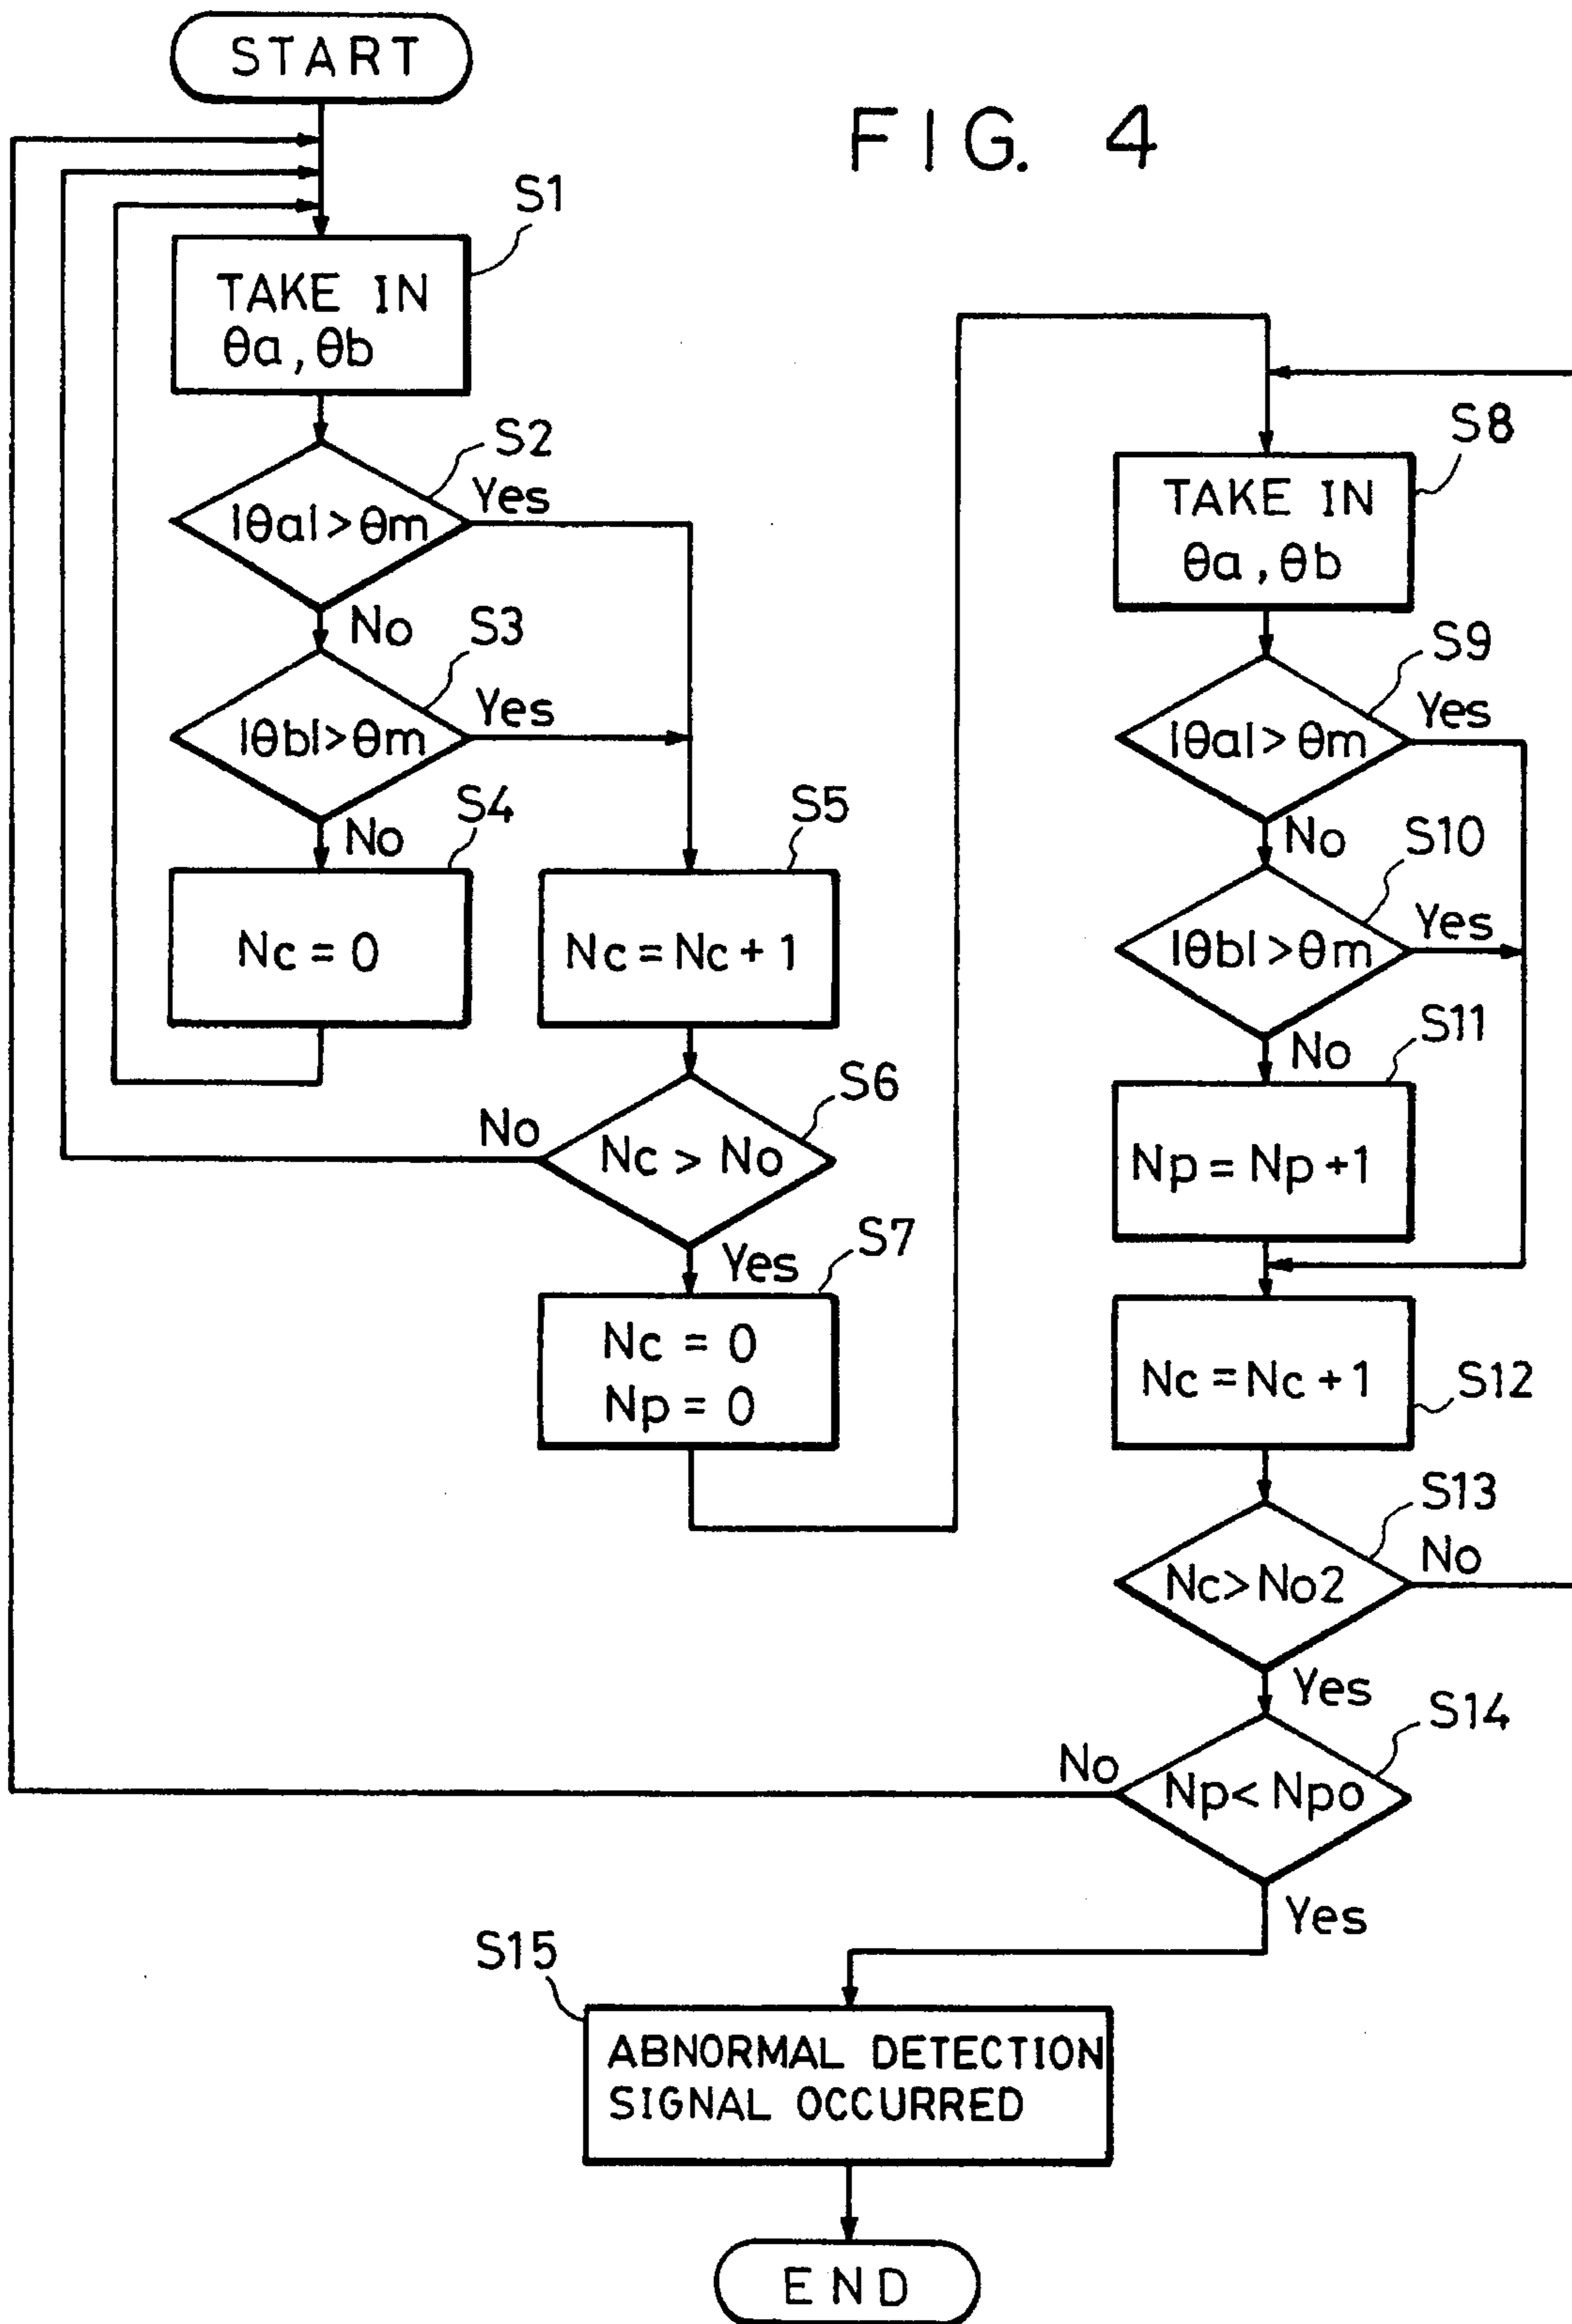 START
FIG. 4
S1
TAKE IN
θa, θb
S2
|θa| > θm
Yes
No
S3
|θb| > θm
Yes
No
S4
Nc = 0
S5
Nc = Nc + 1
S6
Nc > No
No
Yes
S7
Nc = 0
Np = 0
S8
TAKE IN
θa, θb
S9
|θa| > θm
Yes
No
S10
|θb| > θm
Yes
No
S11
Np = Np + 1
S12
Nc = Nc + 1
S13
Nc > No2
No
Yes
S14
Np < Npo
No
Yes
S15
ABNORMAL DETECTION
SIGNAL OCCURRED
END